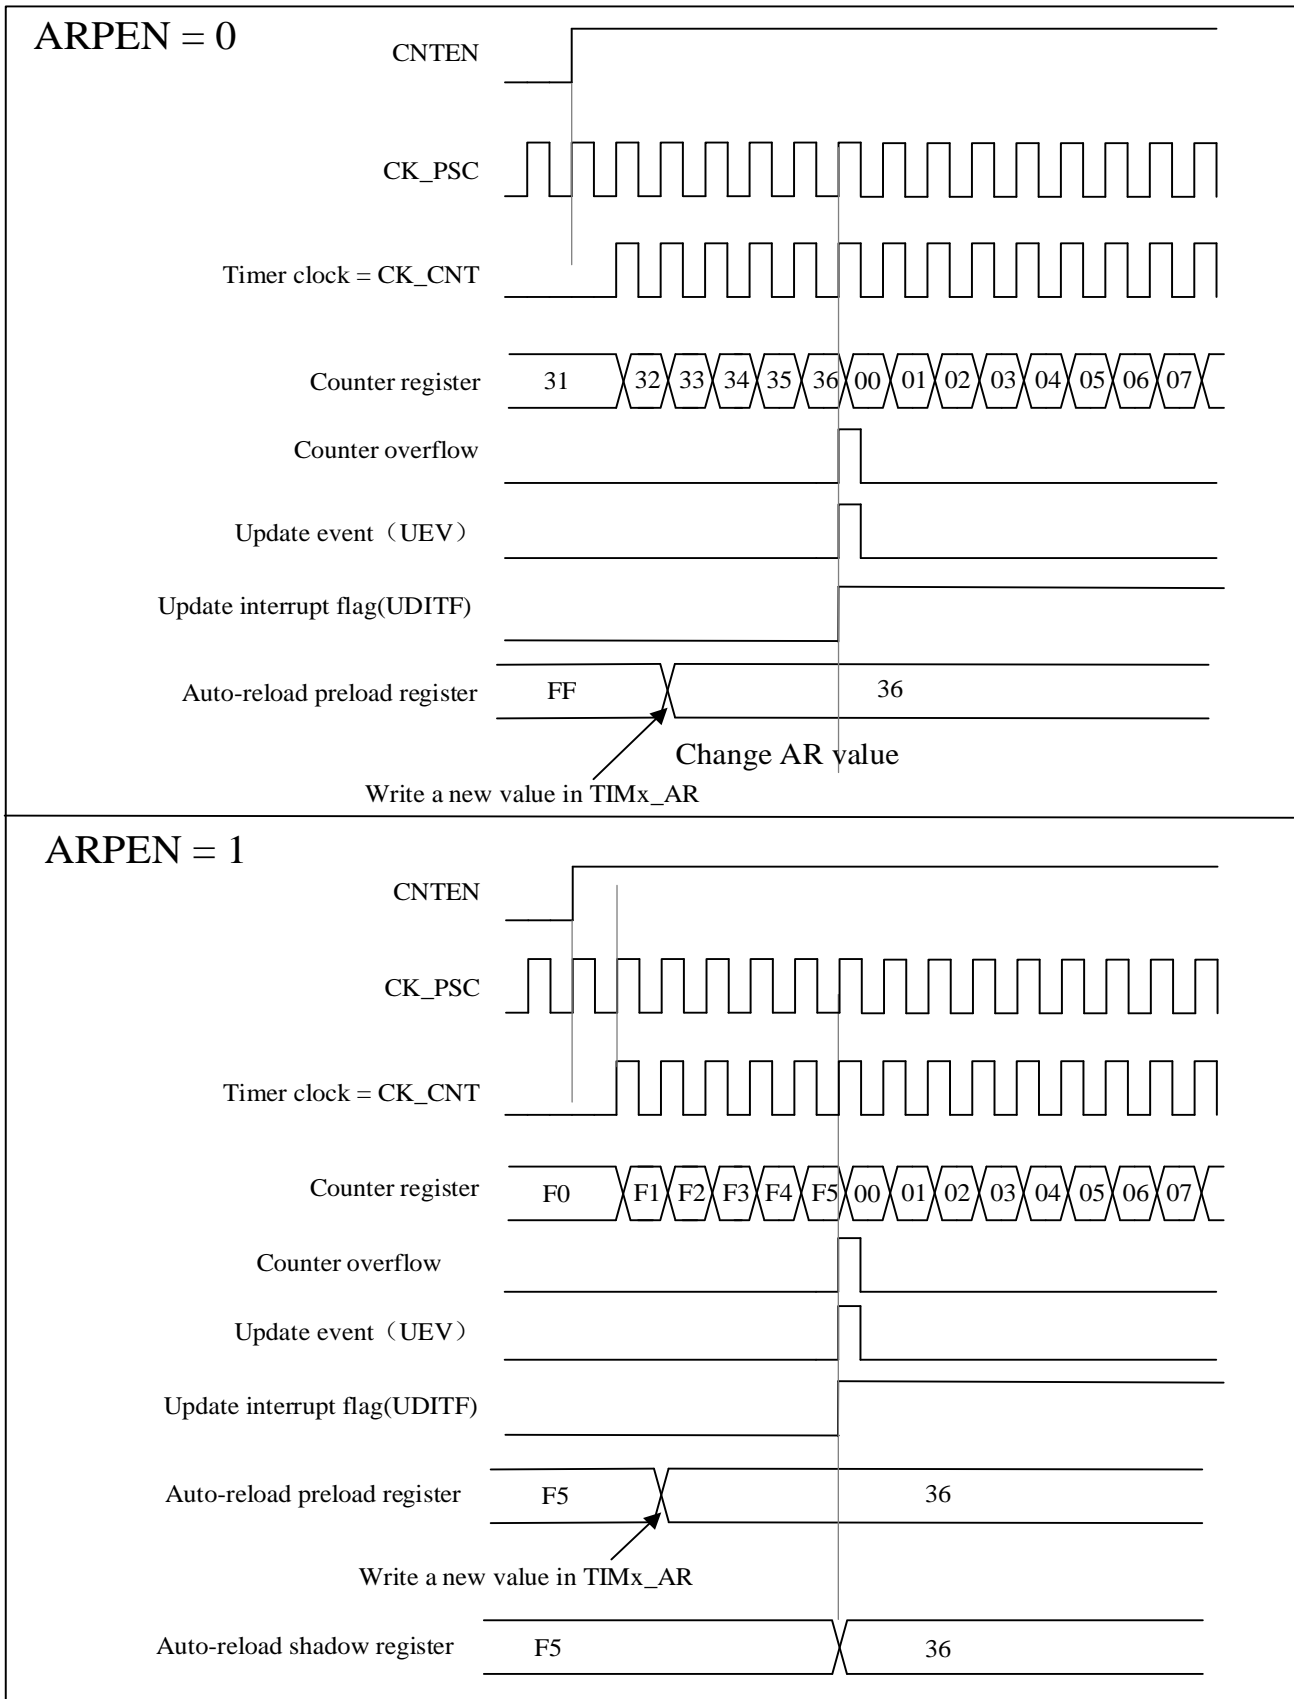 ARPEN = 0
CNTEN
CK_PSC
Timer clock = CK_CNT
Counter register 31 32 33 34 35 36 00 01 02 03 04 05 06 07
Counter overflow
Update event（UEV）
Update interrupt flag(UDITF)
Auto-reload preload register FF 36
Change AR value
Write a new value in TIMx_AR
ARPEN = 1
CNTEN
CK_PSC
Timer clock = CK_CNT
Counter register F0 F1 F2 F3 F4 F5 00 01 02 03 04 05 06 07
Counter overflow
Update event（UEV）
Update interrupt flag(UDITF)
Auto-reload preload register F5 36
Write a new value in TIMx_AR
Auto-reload shadow register F5 36